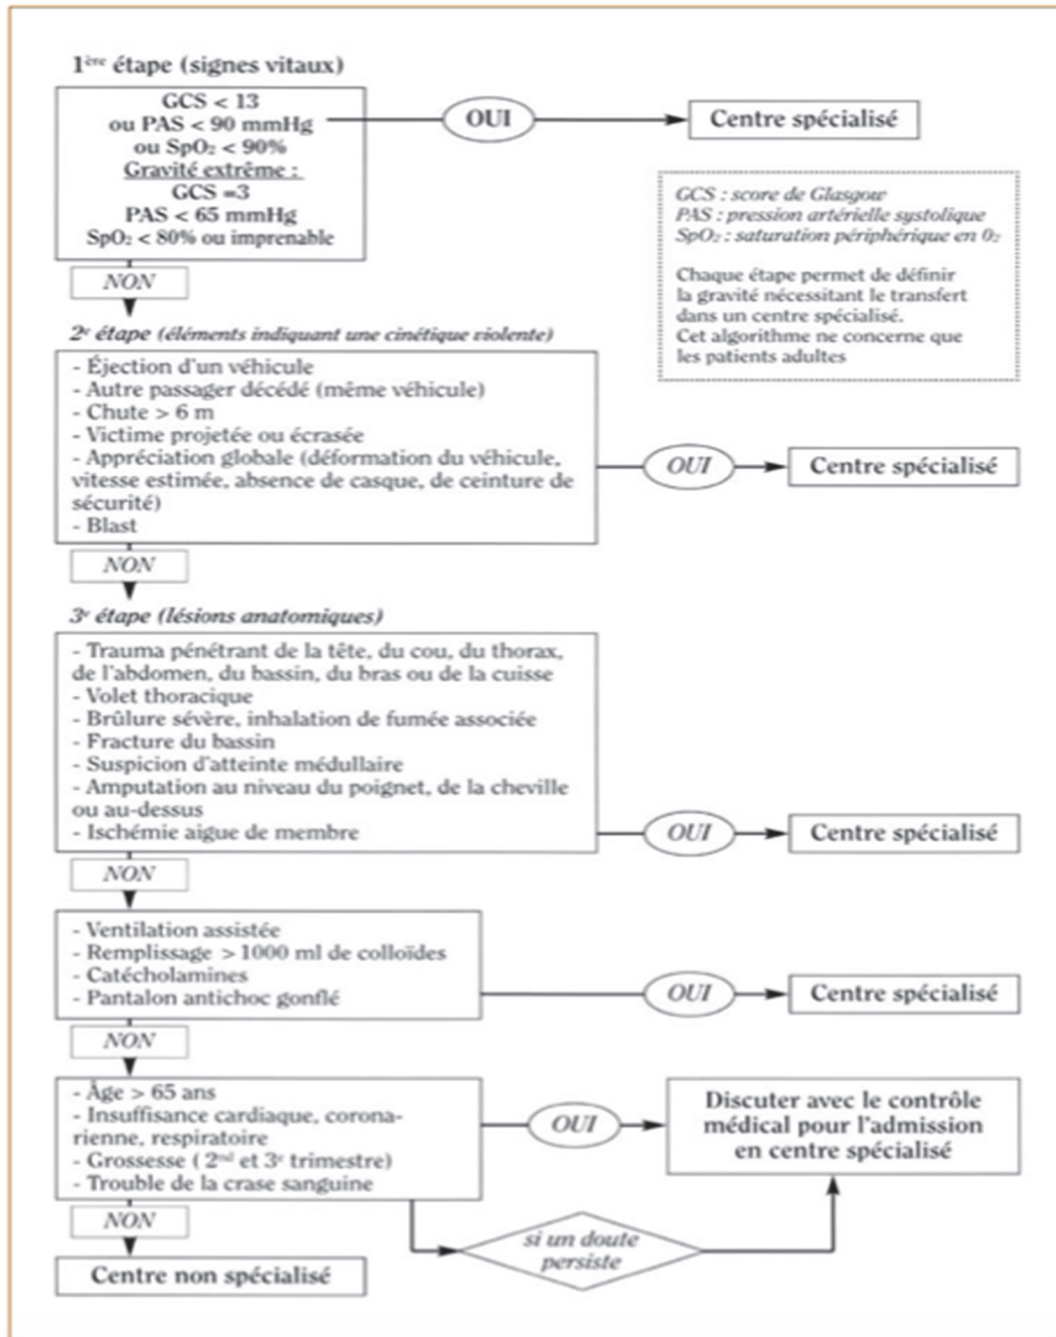 1ère étape (signes vitaux)
GCS < 13
ou PAS < 90 mmHg
ou SpO₂ < 90%
Gravité extrême :
GCS =3
PAS < 65 mmHg
SpO₂ < 80% ou imprenable
OUI
Centre spécialisé
GCS : score de Glasgow
PAS : pression artérielle systolique
SpO₂ : saturation périphérique en 0₂
Chaque étape permet de définir
la gravité nécessitant le transfert
dans un centre spécialisé.
Cet algorithme ne concerne que
les patients adultes
NON
2e étape (éléments indiquant une cinétique violente)
- Éjection d'un véhicule
- Autre passager décédé (même véhicule)
- Chute > 6 m
- Victime projetée ou écrasée
- Appréciation globale (déformation du véhicule,
vitesse estimée, absence de casque, de ceinture de
sécurité)
- Blast
OUI
Centre spécialisé
NON
3e étape (lésions anatomiques)
- Trauma pénétrant de la tête, du cou, du thorax,
de l'abdomen, du bassin, du bras ou de la cuisse
- Volet thoracique
- Brûlure sévère, inhalation de fumée associée
- Fracture du bassin
- Suspicion d'atteinte médullaire
- Amputation au niveau du poignet, de la cheville
ou au-dessus
- Ischémie aigue de membre
OUI
Centre spécialisé
NON
- Ventilation assistée
- Remplissage > 1000 ml de colloïdes
- Catécholamines
- Pantalon antichoc gonflé
OUI
Centre spécialisé
NON
- Âge > 65 ans
- Insuffisance cardiaque, corona-
rienne, respiratoire
- Grossesse ( 2nd et 3e trimestre)
- Trouble de la crase sanguine
OUI
Discuter avec le contrôle
médical pour l'admission
en centre spécialisé
NON
si un doute
persiste
Centre non spécialisé